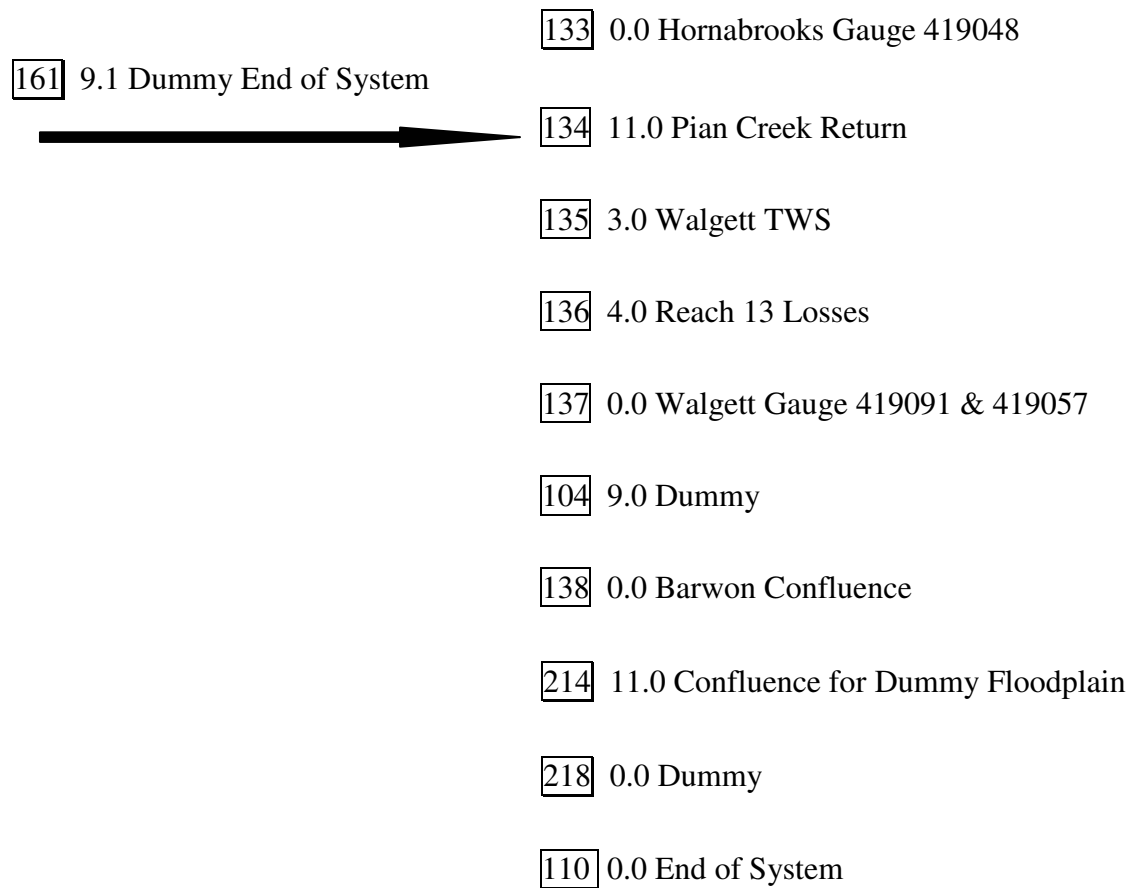 133 0.0 Hornabrooks Gauge 419048
161 9.1 Dummy End of System
134 11.0 Pian Creek Return
135 3.0 Walgett TWS
136 4.0 Reach 13 Losses
137 0.0 Walgett Gauge 419091 & 419057
104 9.0 Dummy
138 0.0 Barwon Confluence
214 11.0 Confluence for Dummy Floodplain
218 0.0 Dummy
110 0.0 End of System